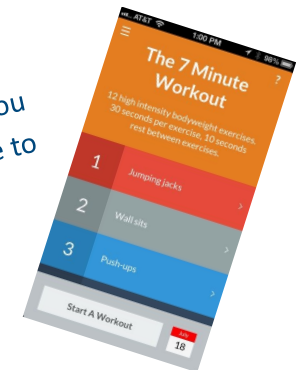 ou
e to
AT&T 1:00 PM 98%
The 7 Minute
Workout
?
12 high intensity bodyweight exercises.
30 seconds per exercise, 10 seconds
rest between exercises.
1 Jumping jacks
2 Wall sits
3 Push-ups
Start A Workout
July
18